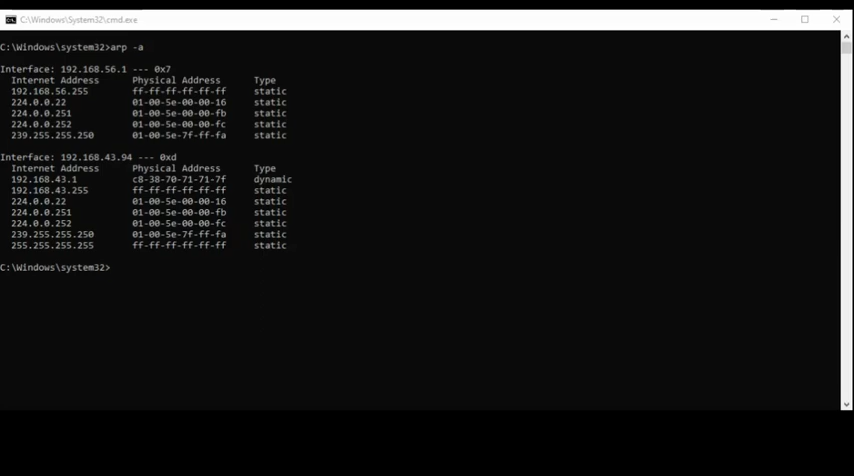 C:\Windows\System32\cmd.exe
C:\Windows\system32>arp -a
Interface: 192.168.56.1 --- 0x7
Internet Address Physical Address Type
192.168.56.255 ff-ff-ff-ff-ff-ff static
224.0.0.22 01-00-5e-00-00-16 static
224.0.0.251 01-00-5e-00-00-fb static
224.0.0.252 01-00-5e-00-00-fc static
239.255.255.250 01-00-5e-7f-ff-fa static
Interface: 192.168.43.94 --- 0xd
Internet Address Physical Address Type
192.168.43.1 c8-38-70-71-71-7f dynamic
192.168.43.255 ff-ff-ff-ff-ff-ff static
224.0.0.22 01-00-5e-00-00-16 static
224.0.0.251 01-00-5e-00-00-fb static
224.0.0.252 01-00-5e-00-00-fc static
239.255.255.250 01-00-5e-7f-ff-fa static
255.255.255.255 ff-ff-ff-ff-ff-ff static
C:\Windows\system32>